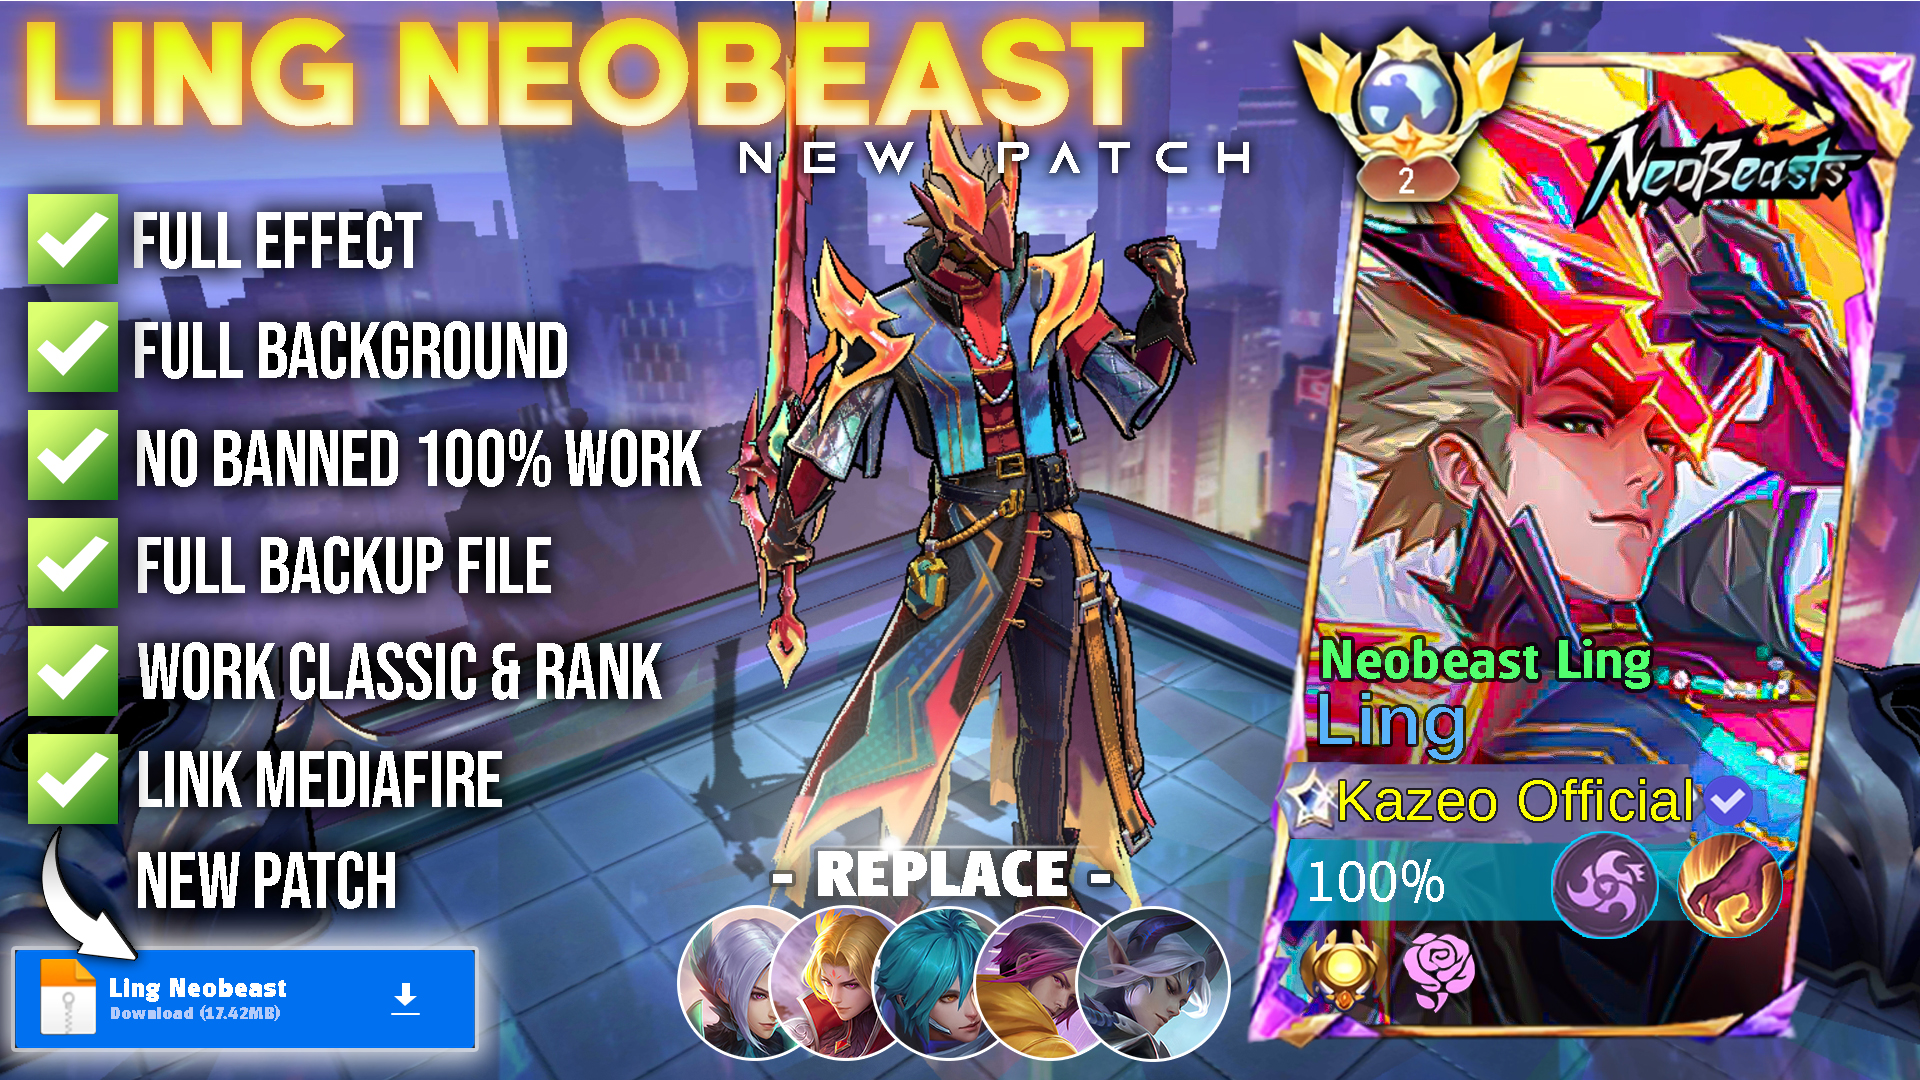 LING NEOBEAST
NEW PATCH
FULL EFFECT
FULL BACKGROUND
NO BANNED 100% WORK
FULL BACKUP FILE
WORK CLASSIC & RANK
LINK MEDIAFIRE
NEW PATCH
Ling Neobeast
Download (17.42MB)
- REPLACE -
2
NEOBEASTS
Neobeast Ling
Ling
Kazeo Official
100%